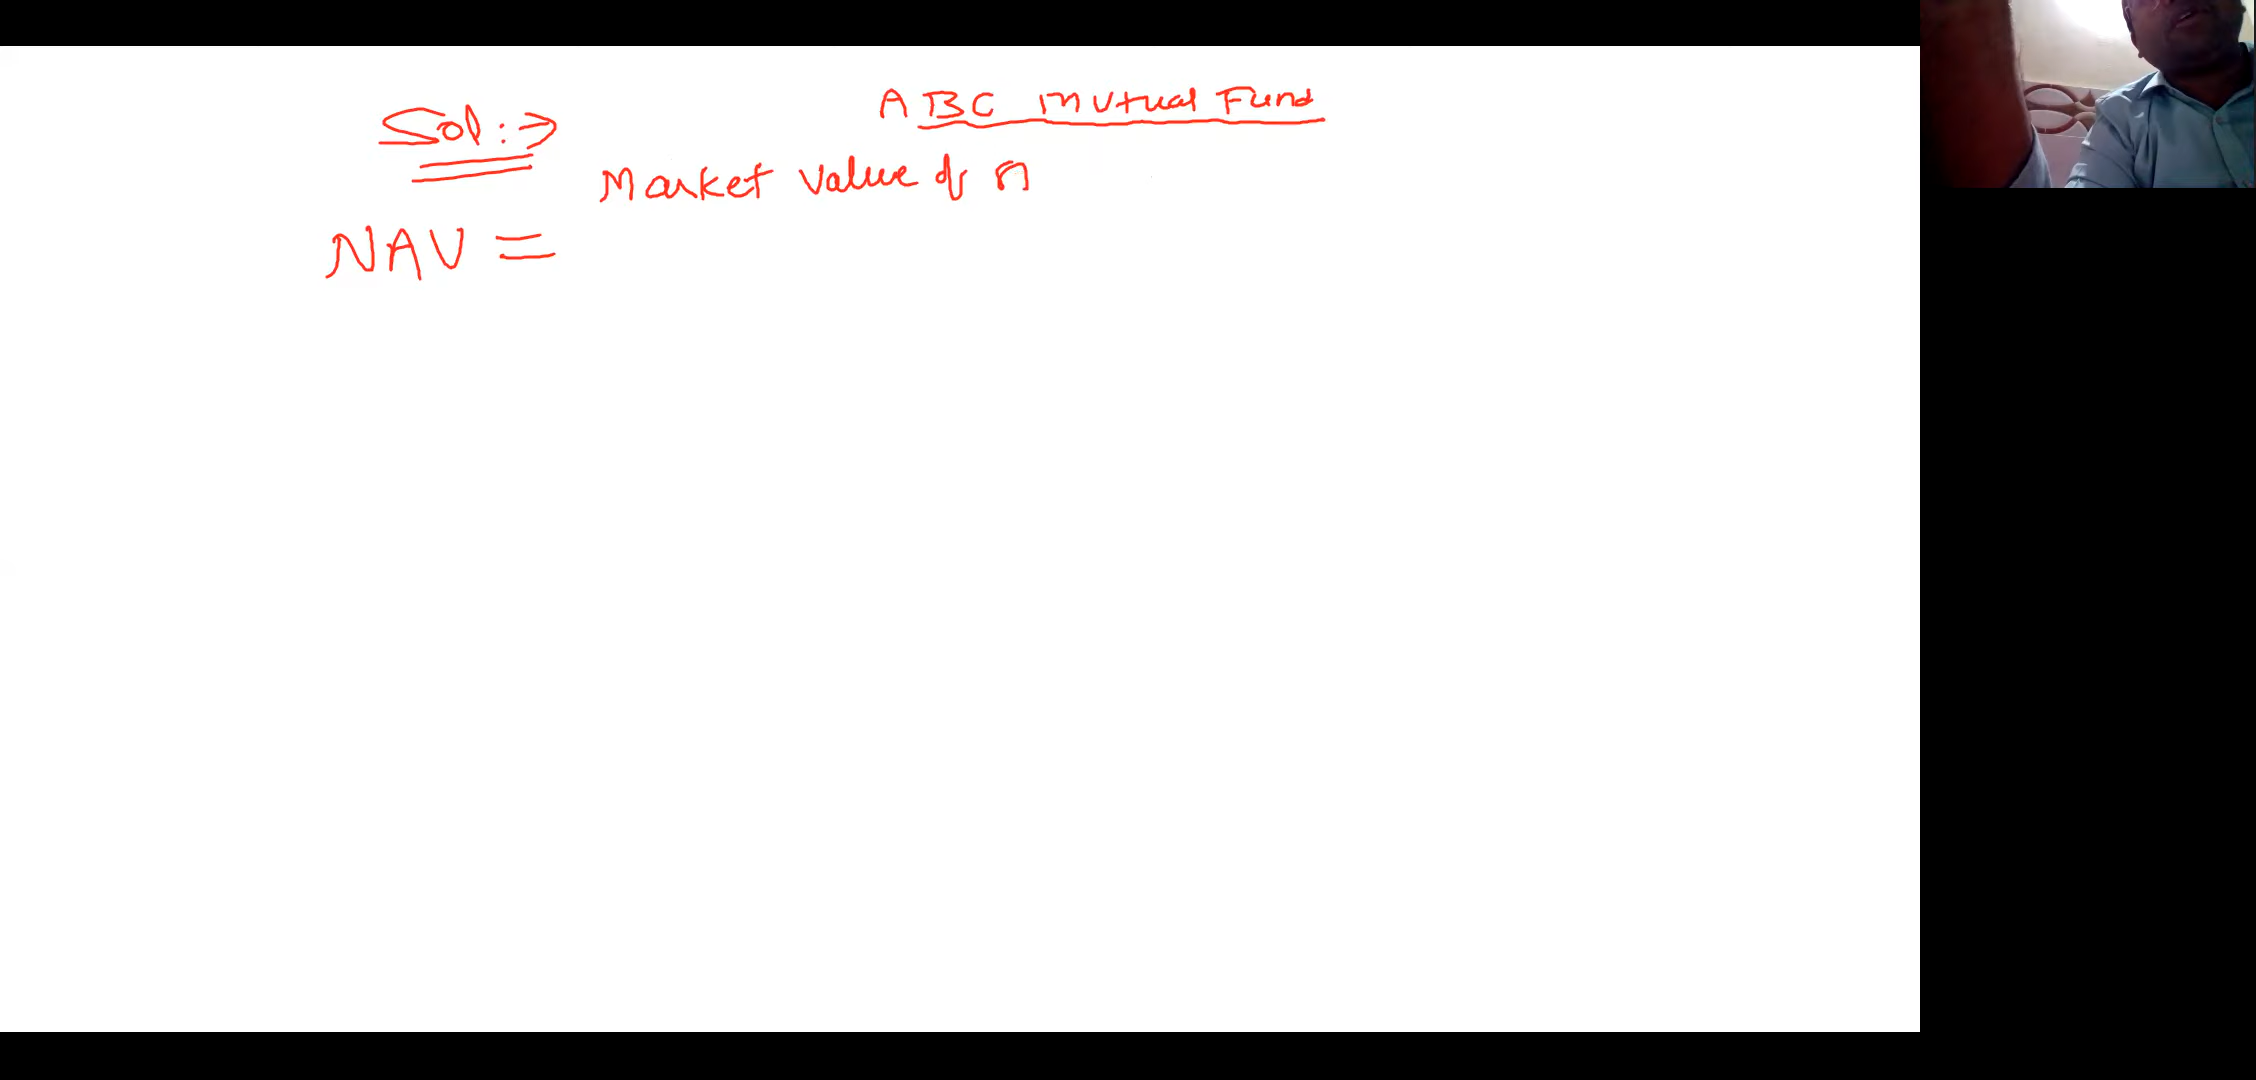 ABC Mutual Fund
Sol:→
Market Value of
NAV =